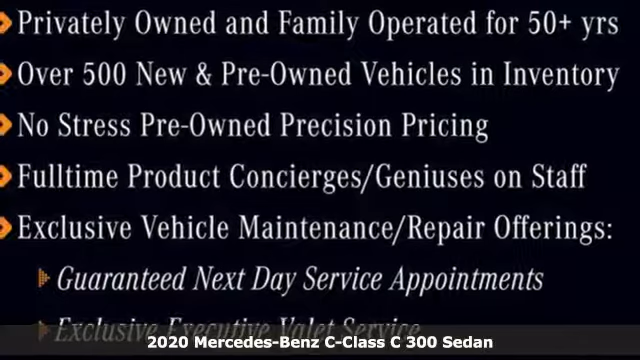 Privately Owned and Family Operated for 50+ yrs
Over 500 New & Pre-Owned Vehicles in Inventory
No Stress Pre-Owned Precision Pricing
Fulltime Product Concierges/Geniuses on Staff
Exclusive Vehicle Maintenance/Repair Offerings:
Guaranteed Next Day Service Appointments
Exclusive Executive Valet Service
2020 Mercedes-Benz C-Class C 300 Sedan